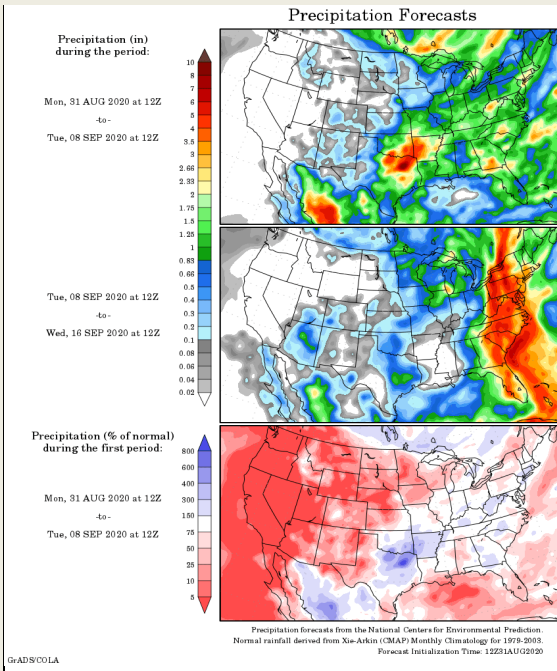 Precipitation Forecasts
Precipitation (in)
during the period:
Mon, 31 AUG 2020 at 12Z
-to-
Tue, 08 SEP 2020 at 12Z
10
9
8
7
6
5
4
3.5
3
2.66
2.33
2
1.75
1.5
1.25
1
0.83
0.66
0.5
0.4
0.3
0.2
0.1
0.08
0.06
0.04
0.02
Tue, 08 SEP 2020 at 12Z
-to-
Wed, 16 SEP 2020 at 12Z
Precipitation (% of normal)
during the first period:
Mon, 31 AUG 2020 at 12Z
-to-
Tue, 08 SEP 2020 at 12Z
800
600
400
300
150
75
50
25
10
5
Precipitation forecasts from the National Centers for Environmental Prediction.
Normal rainfall derived from Xie-Arkin (CMAP) Monthly Climatology for 1979-2003.
Forecast Initialization Time: 12Z31AUG2020
GrADS/COLA